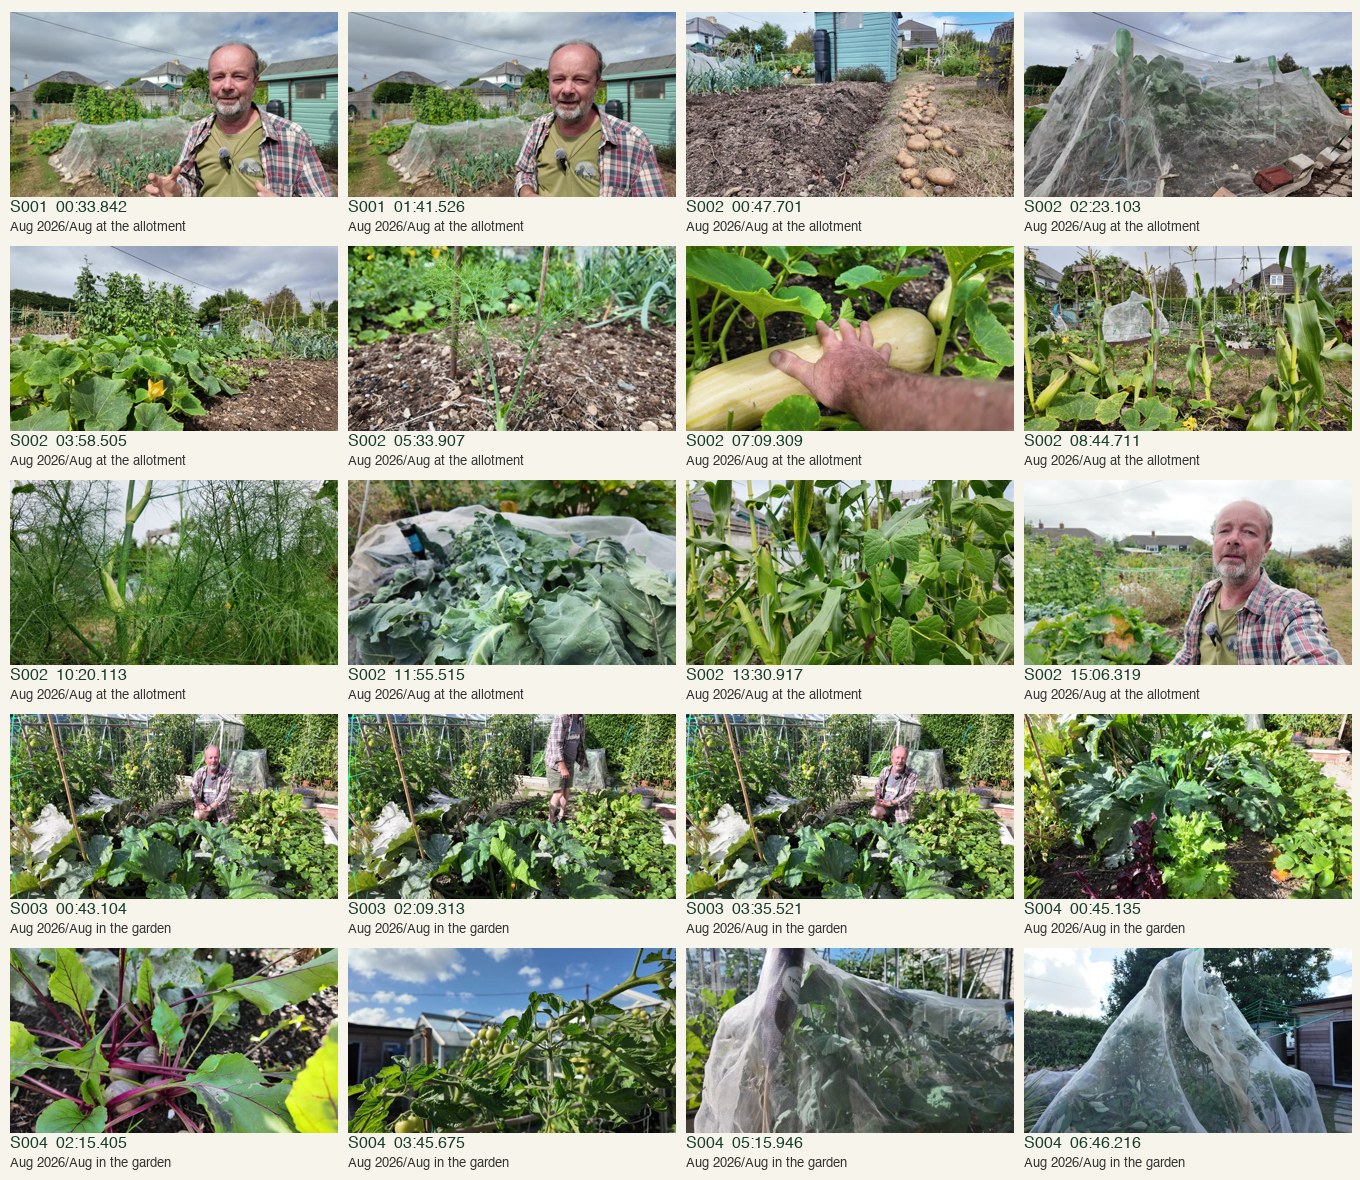 S001 00:33.842
Aug 2026/Aug at the allotment
S001 01:41.526
Aug 2026/Aug at the allotment
S002 00:47.701
Aug 2026/Aug at the allotment
S002 02:23.103
Aug 2026/Aug at the allotment
S002 03:58.505
Aug 2026/Aug at the allotment
S002 05:33.907
Aug 2026/Aug at the allotment
S002 07:09.309
Aug 2026/Aug at the allotment
S002 08:44.711
Aug 2026/Aug at the allotment
S002 10:20.113
Aug 2026/Aug at the allotment
S002 11:55.515
Aug 2026/Aug at the allotment
S002 13:30.917
Aug 2026/Aug at the allotment
S002 15:06.319
Aug 2026/Aug at the allotment
S003 00:43.104
Aug 2026/Aug in the garden
S003 02:09.313
Aug 2026/Aug in the garden
S003 03:35.521
Aug 2026/Aug in the garden
S004 00:45.135
Aug 2026/Aug in the garden
S004 02:15.405
Aug 2026/Aug in the garden
S004 03:45.675
Aug 2026/Aug in the garden
S004 05:15.946
Aug 2026/Aug in the garden
S004 06:46.216
Aug 2026/Aug in the garden